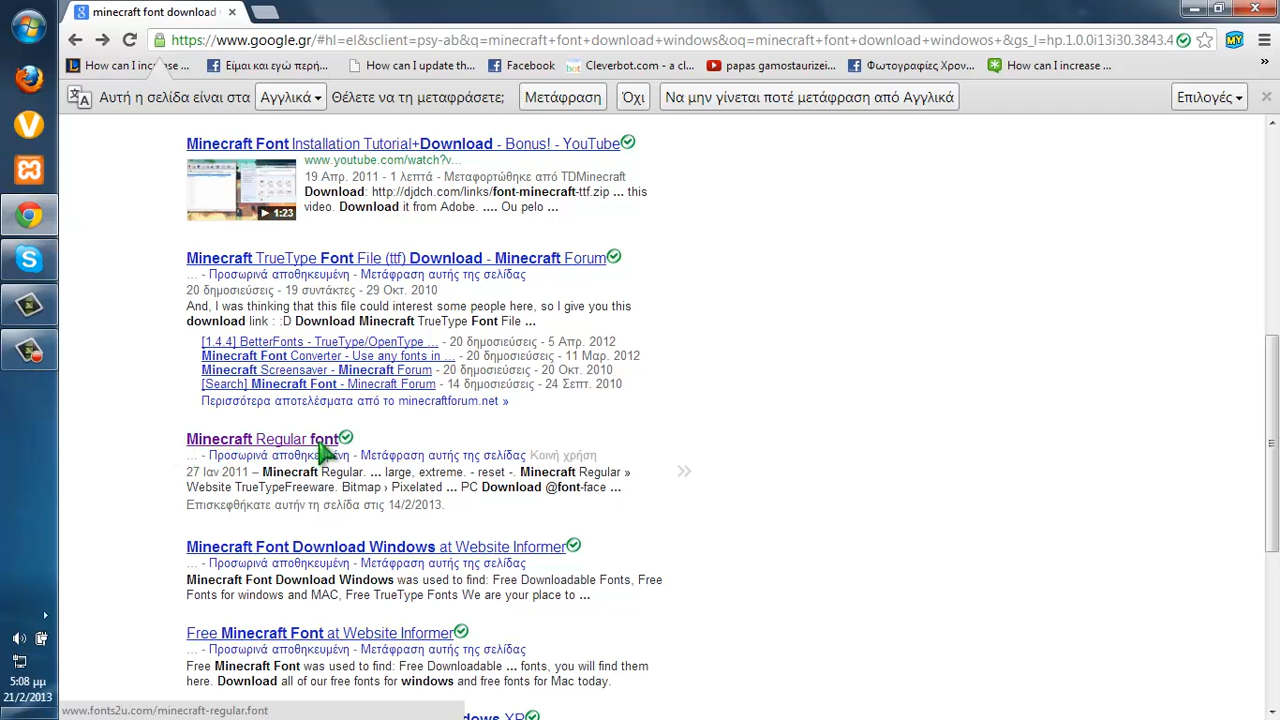 minecraft font download
https://www.google.gr/#hl=el&sclient=psy-ab&q=minecraft+font+download+windows&oq=minecraft+font+download+windowos+&gs_l=hp.1.0.0i13i30.3843.4
How can I increase ...
Είμαι και εγώ περή...
How can I update th...
Facebook
Cleverbot.com - a cl...
papas gamostaurizei...
Φωτογραφίες Χρον...
How can I increase ...
»
Αυτή η σελίδα είναι στα Αγγλικά Θέλετε να τη μεταφράσετε; Μετάφραση Όχι Να μην γίνεται ποτέ μετάφραση από Αγγλικά Επιλογές
Minecraft Font Installation Tutorial+Download - Bonus! - YouTube
www.youtube.com/watch?v...
19 Απρ. 2011 - 1 λεπτά - Μεταφορτώθηκε από TDMinecraft
Download: http://djdch.com/links/font-minecraft-ttf.zip ... this
video. Download it from Adobe. .... Ou pelo ...
1:23
Minecraft TrueType Font File (ttf) Download - Minecraft Forum
... - Προσωρινά αποθηκευμένη - Μετάφραση αυτής της σελίδας
20 δημοσιεύσεις - 19 συντάκτες - 29 Οκτ. 2010
And, I was thinking that this file could interest some people here, so I give you this
download link : :D Download Minecraft TrueType Font File ...
[1.4.4] BetterFonts - TrueType/OpenType ... - 20 δημοσιεύσεις - 5 Απρ. 2012
Minecraft Font Converter - Use any fonts in ... - 20 δημοσιεύσεις - 11 Μαρ. 2012
Minecraft Screensaver - Minecraft Forum - 20 δημοσιεύσεις - 20 Οκτ. 2010
[Search] Minecraft Font - Minecraft Forum - 14 δημοσιεύσεις - 24 Σεπτ. 2010
Περισσότερα αποτελέσματα από το minecraftforum.net »
Minecraft Regular font
... - Προσωρινά αποθηκευμένη - Μετάφραση αυτής της σελίδας Κοινή χρήση
27 Ιαν 2011 – Minecraft Regular. ... large, extreme. - reset -. Minecraft Regular »
Website TrueTypeFreeware. Bitmap › Pixelated ... PC Download @font-face ...
Επισκεφθήκατε αυτήν τη σελίδα στις 14/2/2013.
Minecraft Font Download Windows at Website Informer
... - Προσωρινά αποθηκευμένη - Μετάφραση αυτής της σελίδας
Minecraft Font Download Windows was used to find: Free Downloadable Fonts, Free
Fonts for windows and MAC, Free TrueType Fonts We are your place to ...
Free Minecraft Font at Website Informer
... - Προσωρινά αποθηκευμένη - Μετάφραση αυτής της σελίδας
Free Minecraft Font was used to find: Free Downloadable ... fonts, you will find them
here. Download all of our free fonts for windows and free fonts for Mac today.
www.fonts2u.com/minecraft-regular.font
5:08 μμ
21/2/2013